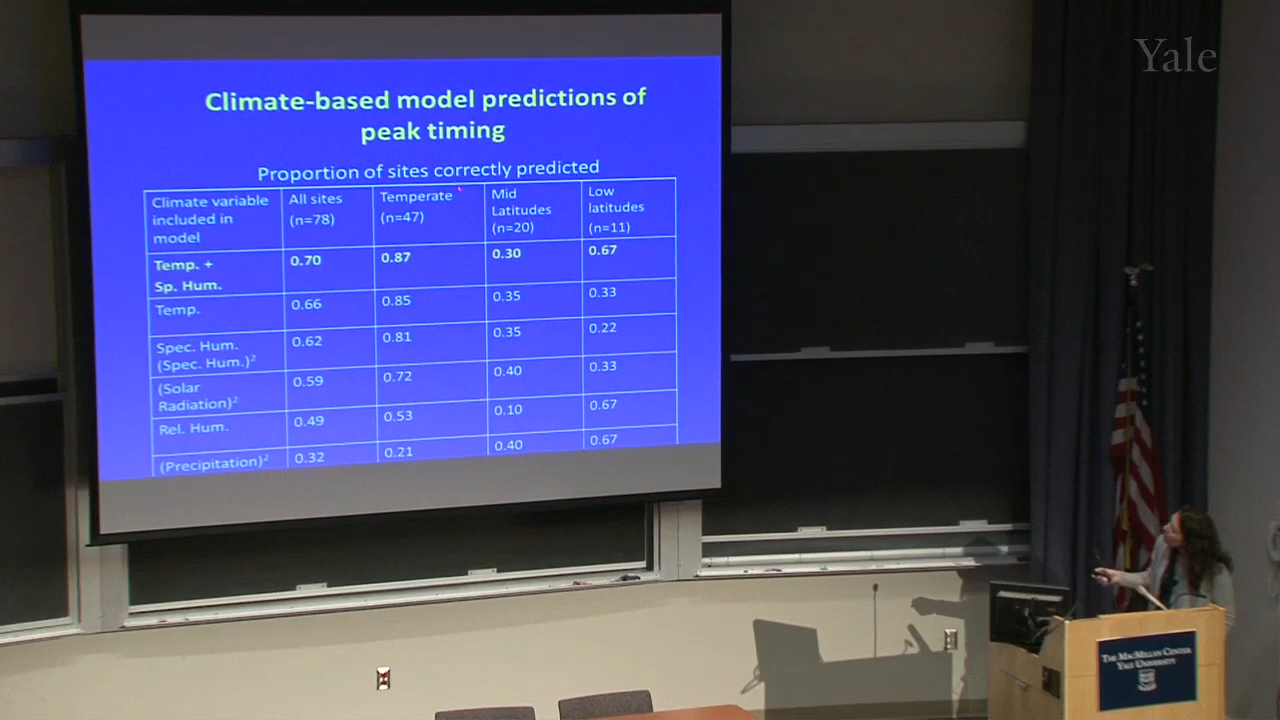 Yale
Climate-based model predictions of
peak timing
Proportion of sites correctly predicted
Climate variable
included in
model
All sites
(n=78)
Temperate
(n=47)
Mid
Latitudes
(n=20)
Low
latitudes
(n=11)
Temp. +
Sp. Hum.
0.70
0.87
0.30
0.67
Temp.
0.66
0.85
0.35
0.33
Spec. Hum.
(Spec. Hum.)²
0.62
0.81
0.35
0.22
(Solar
Radiation)²
0.59
0.72
0.40
0.33
Rel. Hum.
0.49
0.53
0.10
0.67
(Precipitation)²
0.32
0.21
0.40
0.67
THE MACMILLAN CENTER
YALE UNIVERSITY